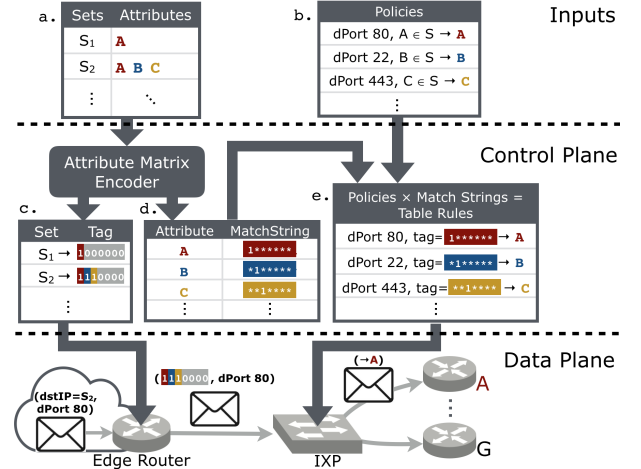 a.
Sets Attributes
S1 A
S2 A B C
⋮ ⋱
b.
Policies
dPort 80, A ∈ S → A
dPort 22, B ∈ S → B
dPort 443, C ∈ S → C
⋮
Inputs
Attribute Matrix
Encoder
Control Plane
c.
Set Tag
S1 → 1000000
S2 → 1110000
⋮
d.
Attribute MatchString
A 1******
B *1*****
C **1****
⋮ ⋮
e.
Policies × Match Strings =
Table Rules
dPort 80, tag= 1****** → A
dPort 22, tag= *1***** → B
dPort 443, tag= **1**** → C
⋮
Data Plane
(dstIP=S2,
dPort 80)
Edge Router
(1110000, dPort 80)
IXP
(→A)
A
⋮
G